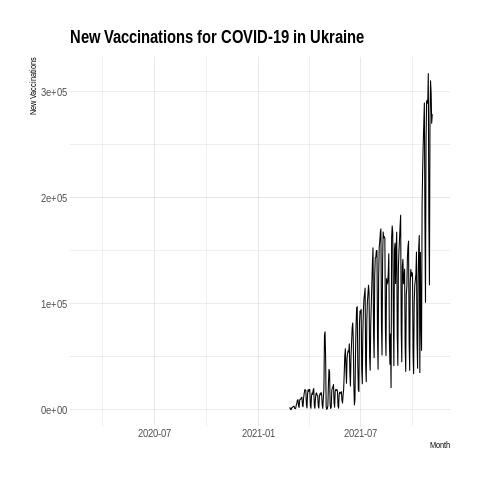 New Vaccinations for COVID-19 in Ukraine
New Vaccinations
3e+05
2e+05
1e+05
0e+00
2020-07
2021-01
2021-07
Month